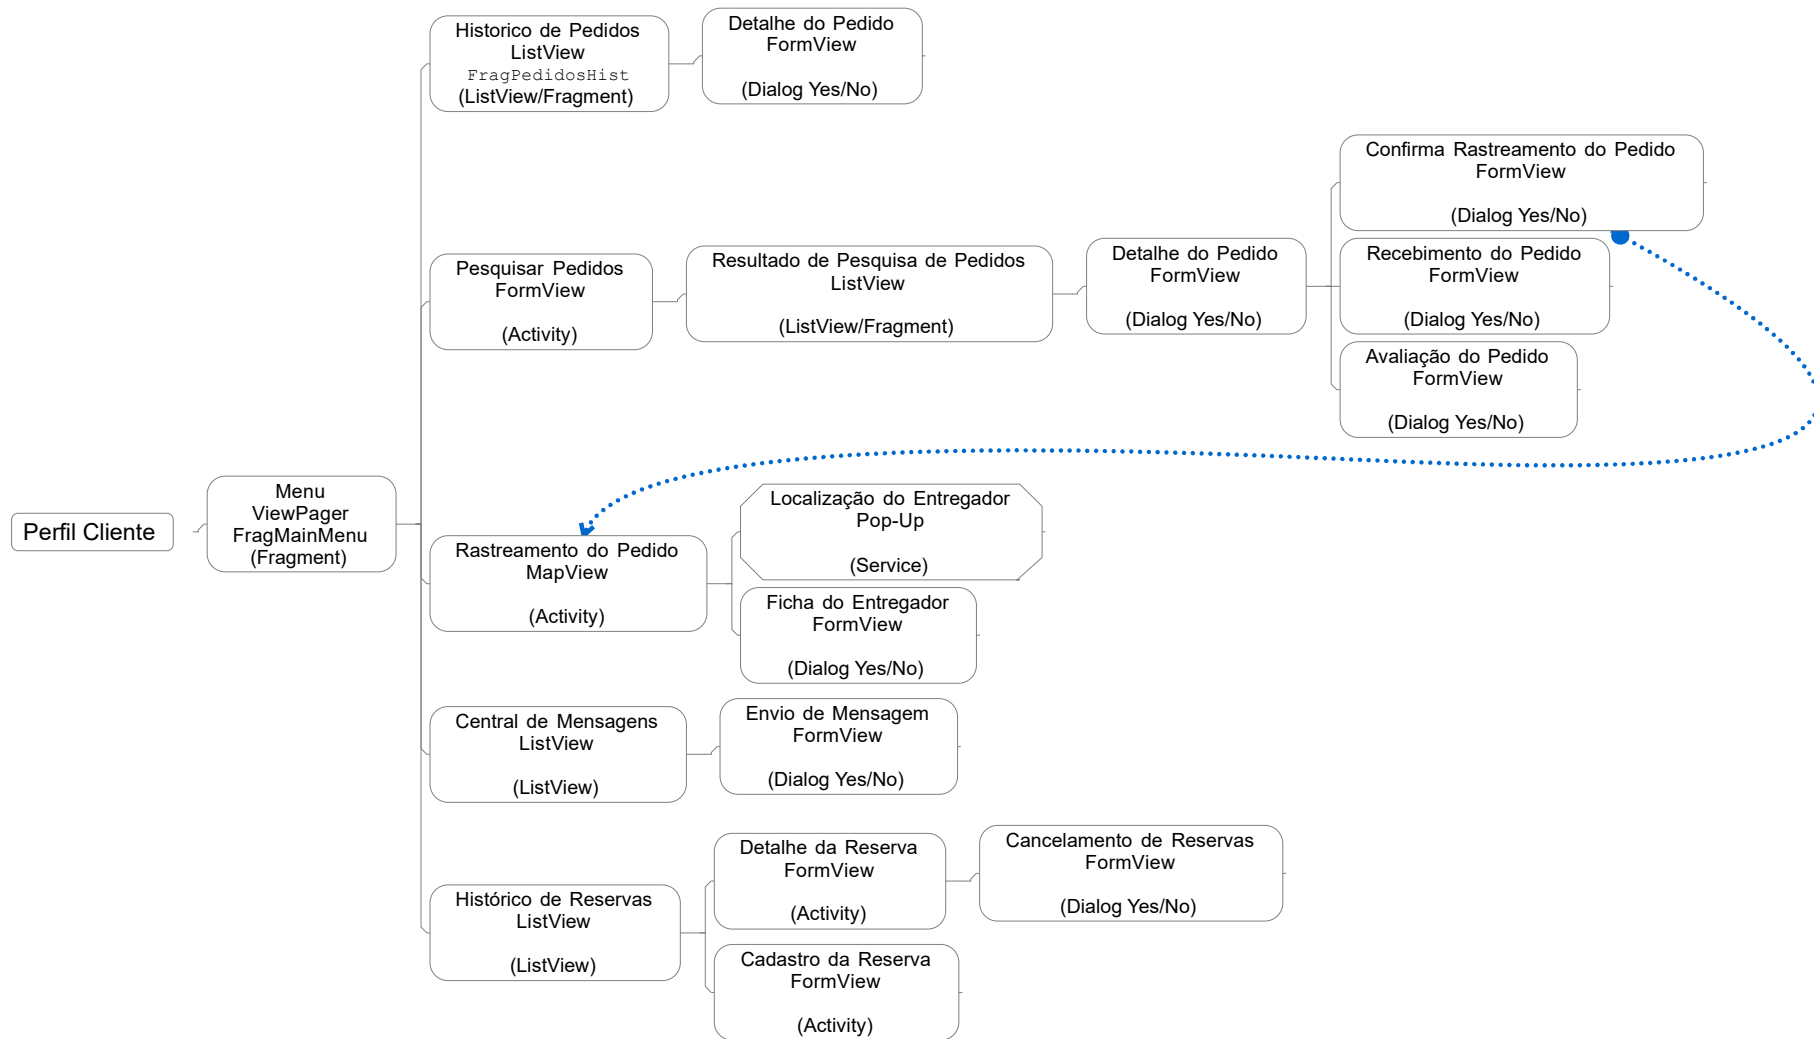 Perfil Cliente
Menu
ViewPager
FragMainMenu
(Fragment)
Historico de Pedidos
ListView
FragPedidosHist
(ListView/Fragment)
Detalhe do Pedido
FormView
(Dialog Yes/No)
Pesquisar Pedidos
FormView
(Activity)
Resultado de Pesquisa de Pedidos
ListView
(ListView/Fragment)
Detalhe do Pedido
FormView
(Dialog Yes/No)
Confirma Rastreamento do Pedido
FormView
(Dialog Yes/No)
Recebimento do Pedido
FormView
(Dialog Yes/No)
Avaliação do Pedido
FormView
(Dialog Yes/No)
Rastreamento do Pedido
MapView
(Activity)
Localização do Entregador
Pop-Up
(Service)
Ficha do Entregador
FormView
(Dialog Yes/No)
Central de Mensagens
ListView
(ListView)
Envio de Mensagem
FormView
(Dialog Yes/No)
Histórico de Reservas
ListView
(ListView)
Detalhe da Reserva
FormView
(Activity)
Cancelamento de Reservas
FormView
(Dialog Yes/No)
Cadastro da Reserva
FormView
(Activity)